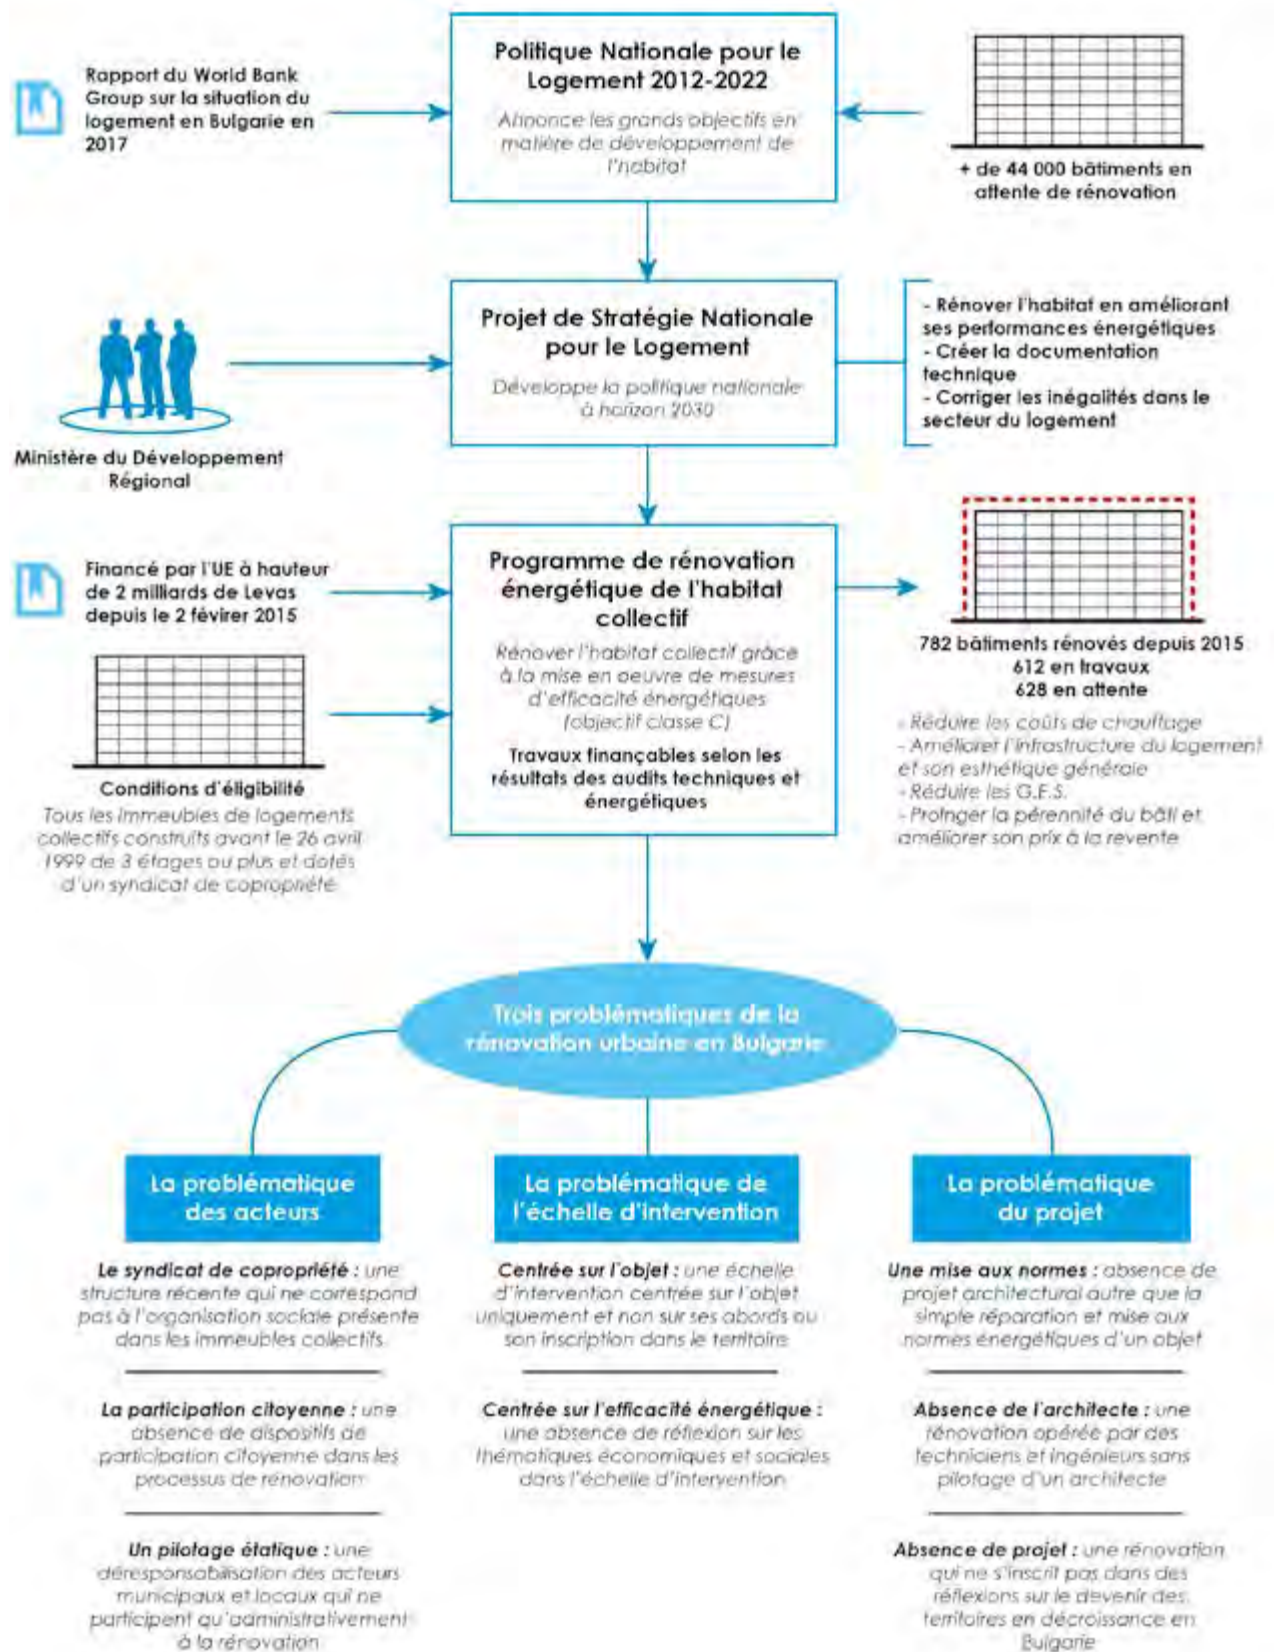 Rapport du World Bank
Group sur la situation du
logement en Bulgarie en
2017
Politique Nationale pour le
Logement 2012-2022
Annonce les grands objectifs en
matière de développement de
l'habitat
+ de 44 000 bâtiments en
attente de rénovation
Ministère du Développement
Régional
Projet de Stratégie Nationale
pour le Logement
Développe la politique nationale
à horizon 2030
- Rénover l'habitat en améliorant
ses performances énergétiques
- Créer la documentation
technique
- Corriger les inégalités dans le
secteur du logement
Financé par l'UE à hauteur
de 2 milliards de Levas
depuis le 2 févirer 2015
Conditions d'éligibilité
Tous les immeubles de logements
collectifs construits avant le 26 avril
1999 de 3 étages ou plus et dotés
d'un syndicat de copropriété
Programme de rénovation
énergétique de l'habitat
collectif
Rénover l'habitat collectif grâce
à la mise en oeuvre de mesures
d'efficacité énergétiques
(objectif classe C)
Travaux finançables selon les
résultats des audits techniques et
énergétiques
782 bâtiments rénovés depuis 2015
612 en travaux
628 en attente
- Réduire les coûts de chauffage
- Améliorer l'infrastructure du logement
et son esthétique générale
- Réduire les G.E.S.
- Prolnger la pérennité du bâti et
améliorer son prix à la revente
Trois problématiques de la
rénovation urbaine en Bulgarie
La problématique
des acteurs
Le syndicat de copropriété : une
structure récente qui ne correspond
pas à l'organisation sociale présente
dans les immeubles collectifs
La participation citoyenne : une
absence de dispositifs de
participation citoyenne dans les
processus de rénovation
Un pilotage étatique : une
déresponsabilisation des acteurs
municipaux et locaux qui ne
participent qu'administrativement
à la rénovation
La problématique de
l'échelle d'intervention
Centrée sur l'objet : une échelle
d'intervention centrée sur l'objet
uniquement et non sur ses abords ou
son inscription dans le territoire
Centrée sur l'efficacité énergétique :
une absence de réflexion sur les
thématiques économiques et sociales
dans l'échelle d'intervention
La problématique
du projet
Une mise aux normes : absence de
projet architectural autre que la
simple réparation et mise aux
normes énergétiques d'un objet
Absence de l'architecte : une
rénovation opérée par des
techniciens et ingénieurs sans
pilotage d'un architecte
Absence de projet : une rénovation
qui ne s'inscrit pas dans des
réflexions sur le devenir des
territoires en décroissance en
Bulgarie